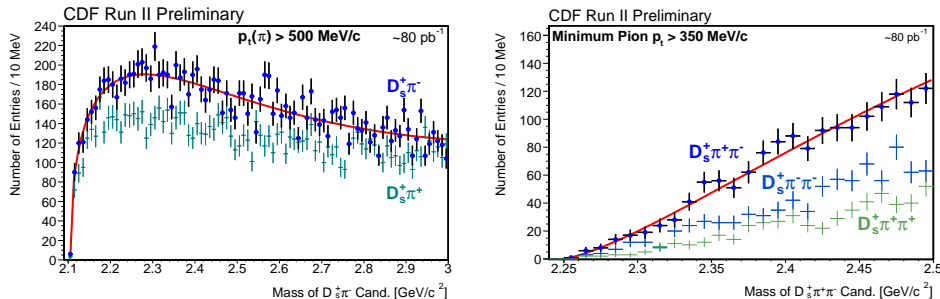 CDF Run II Preliminary
p_t(π) > 500 MeV/c
~80 pb⁻¹
Number of Entries / 10 MeV
240
220
200
180
160
140
120
100
80
60
40
20
0
D_s⁺π⁻
D_s⁺π⁺
2.1 2.2 2.3 2.4 2.5 2.6 2.7 2.8 2.9 3
Mass of D_s⁺π⁻ Cand. [GeV/c²]
CDF Run II Preliminary
Minimum Pion p_t > 350 MeV/c
~80 pb⁻¹
Number of Entries / 10 MeV
160
140
120
100
80
60
40
20
0
D_s⁺π⁺π⁻
D_s⁺π⁻π⁻
D_s⁺π⁺π⁺
2.25 2.3 2.35 2.4 2.45 2.5
Mass of D_s⁺π⁺π⁻ Cand. [GeV/c²]